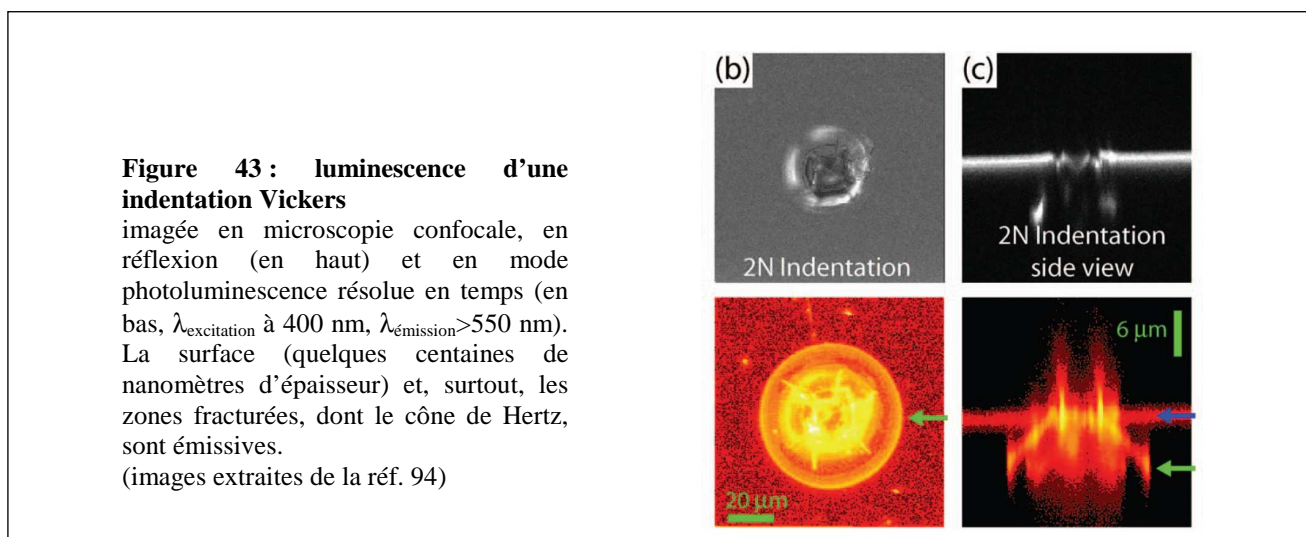 Figure 43 : luminescence d’une
indentation Vickers
imagée en microscopie confocale, en
réflexion (en haut) et en mode
photoluminescence résolue en temps (en
bas, λexcitation à 400 nm, λémission>550 nm).
La surface (quelques centaines de
nanomètres d’épaisseur) et, surtout, les
zones fracturées, dont le cône de Hertz,
sont émissives.
(images extraites de la réf. 94)
(b)
2N Indentation
20 µm
(c)
2N Indentation
side view
6 µm